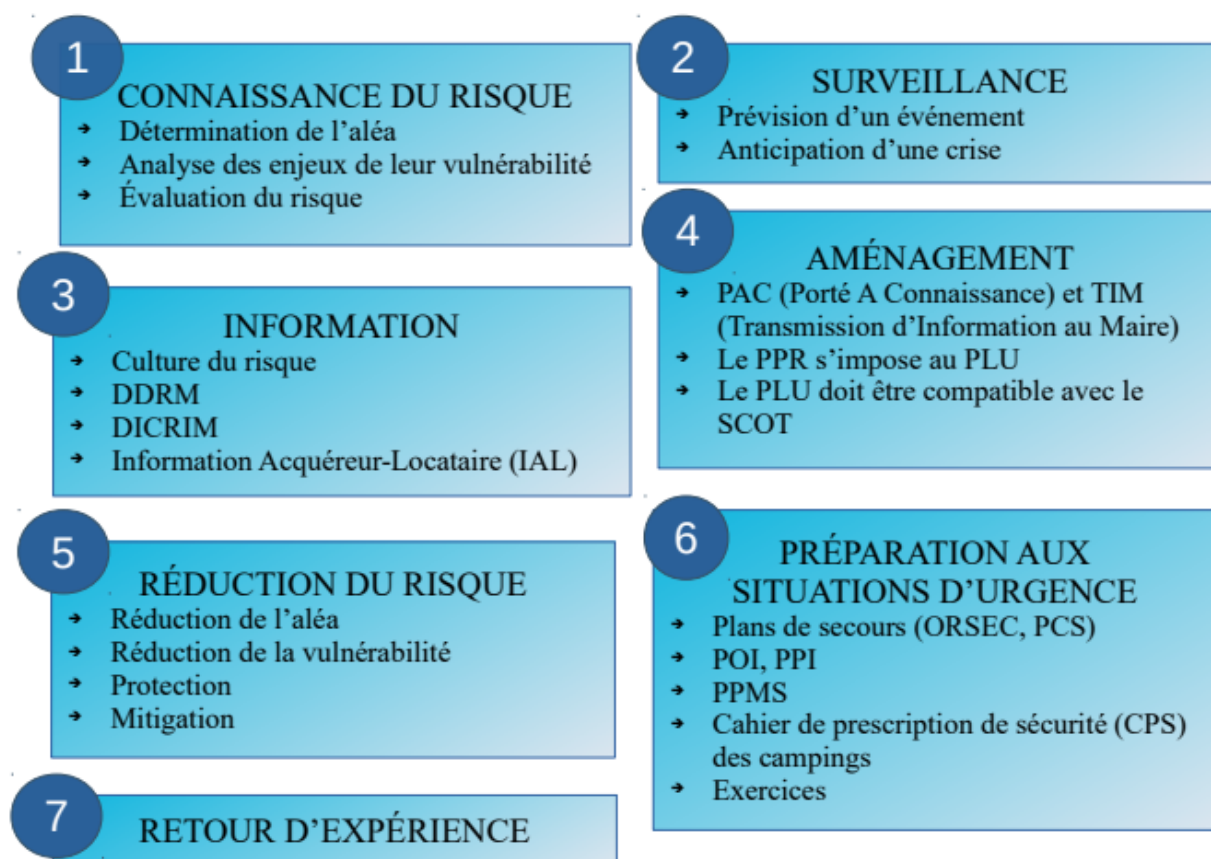 1
CONNAISSANCE DU RISQUE
➔ Détermination de l’aléa
➔ Analyse des enjeux de leur vulnérabilité
➔ Évaluation du risque
2
SURVEILLANCE
➔ Prévision d’un événement
➔ Anticipation d’une crise
3
INFORMATION
➔ Culture du risque
➔ DDRM
➔ DICRIM
➔ Information Acquéreur-Locataire (IAL)
4
AMÉNAGEMENT
➔ PAC (Porté A Connaissance) et TIM
(Transmission d’Information au Maire)
➔ Le PPR s’impose au PLU
➔ Le PLU doit être compatible avec le
SCOT
5
RÉDUCTION DU RISQUE
➔ Réduction de l’aléa
➔ Réduction de la vulnérabilité
➔ Protection
➔ Mitigation
6
PRÉPARATION AUX
SITUATIONS D’URGENCE
➔ Plans de secours (ORSEC, PCS)
➔ POI, PPI
➔ PPMS
➔ Cahier de prescription de sécurité (CPS)
des campings
➔ Exercices
7
RETOUR D’EXPÉRIENCE